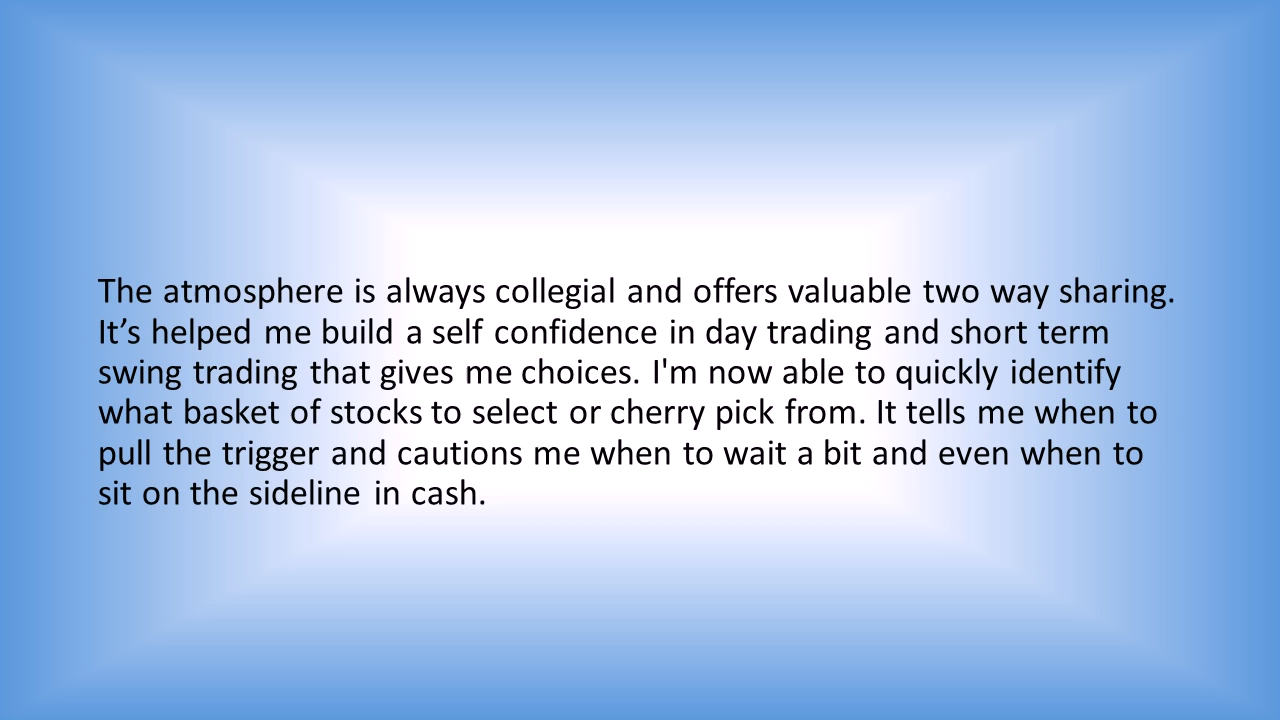 The atmosphere is always collegial and offers valuable two way sharing.
It’s helped me build a self confidence in day trading and short term
swing trading that gives me choices. I'm now able to quickly identify
what basket of stocks to select or cherry pick from. It tells me when to
pull the trigger and cautions me when to wait a bit and even when to
sit on the sideline in cash.